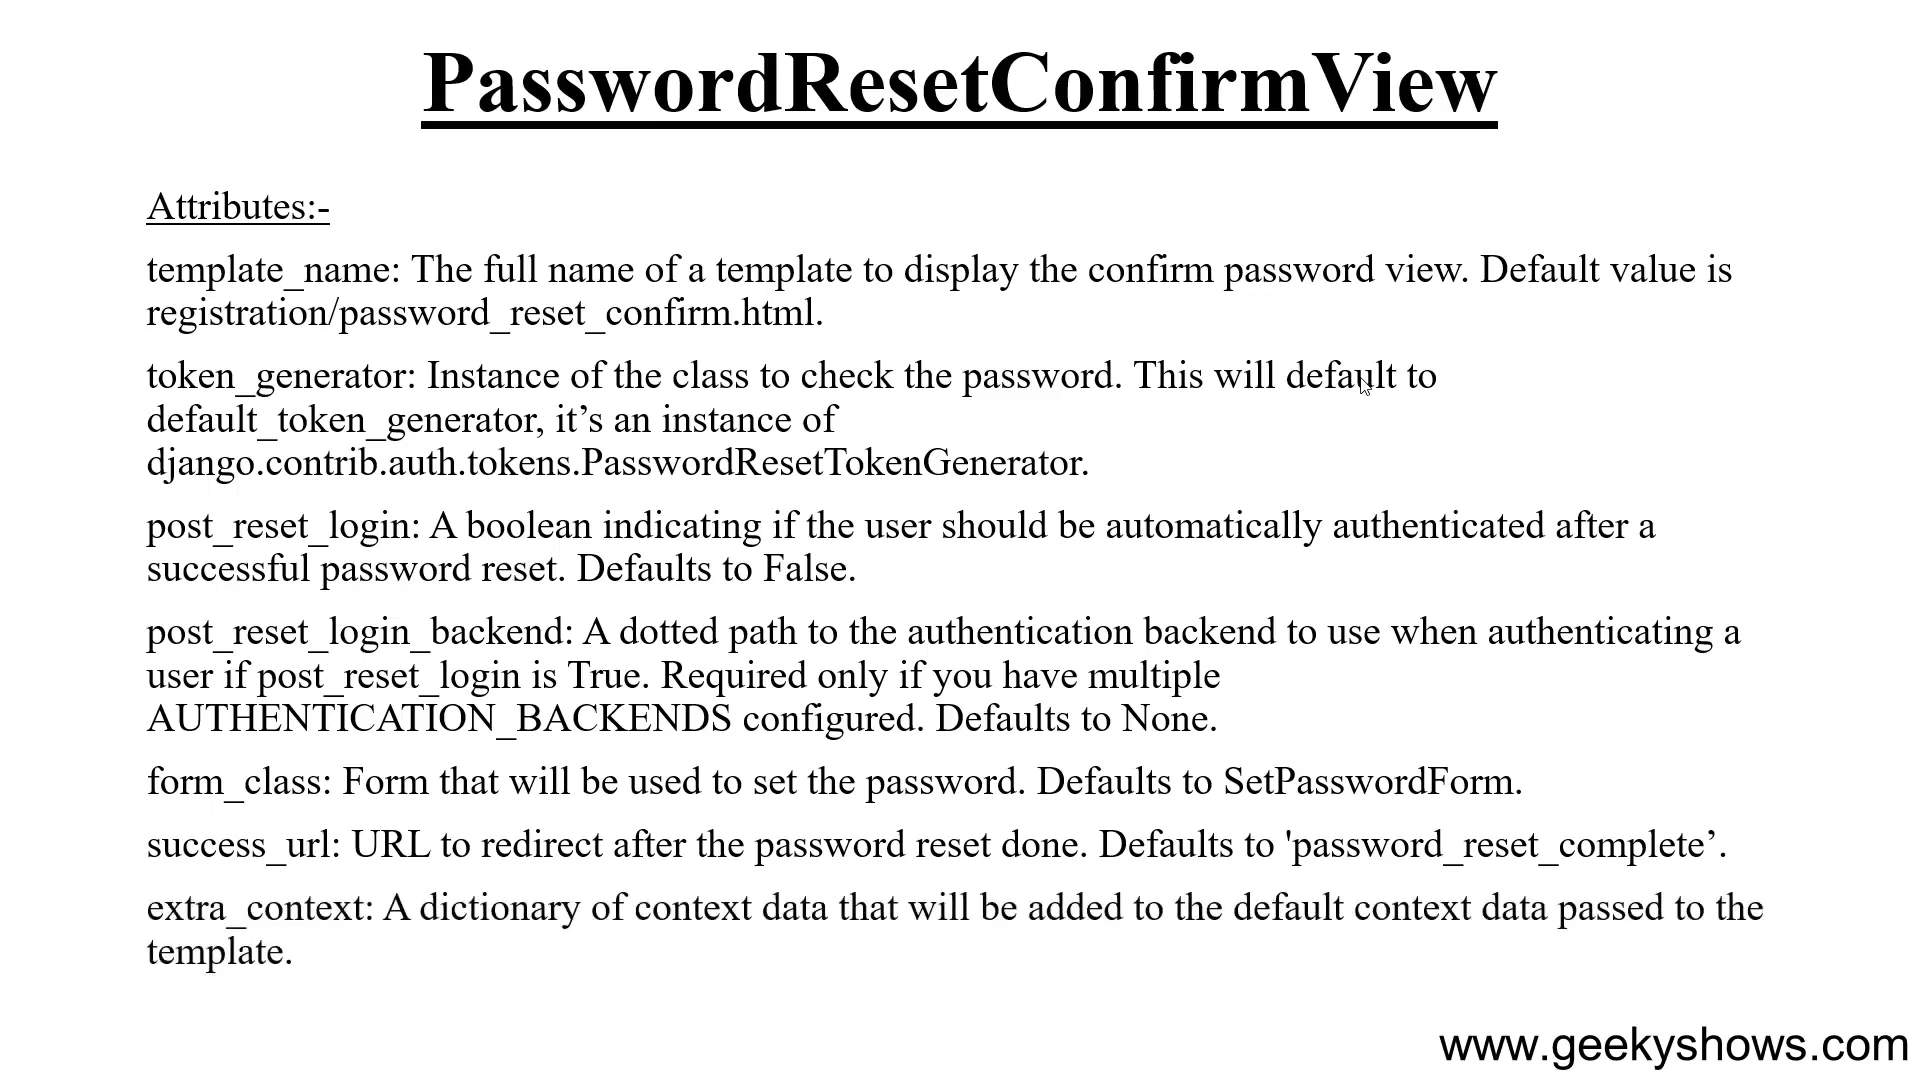 PasswordResetConfirmView
Attributes:-
template_name: The full name of a template to display the confirm password view. Default value is
registration/password_reset_confirm.html.
token_generator: Instance of the class to check the password. This will default to
default_token_generator, it’s an instance of
django.contrib.auth.tokens.PasswordResetTokenGenerator.
post_reset_login: A boolean indicating if the user should be automatically authenticated after a
successful password reset. Defaults to False.
post_reset_login_backend: A dotted path to the authentication backend to use when authenticating a
user if post_reset_login is True. Required only if you have multiple
AUTHENTICATION_BACKENDS configured. Defaults to None.
form_class: Form that will be used to set the password. Defaults to SetPasswordForm.
success_url: URL to redirect after the password reset done. Defaults to 'password_reset_complete’.
extra_context: A dictionary of context data that will be added to the default context data passed to the
template.
www.geekyshows.com